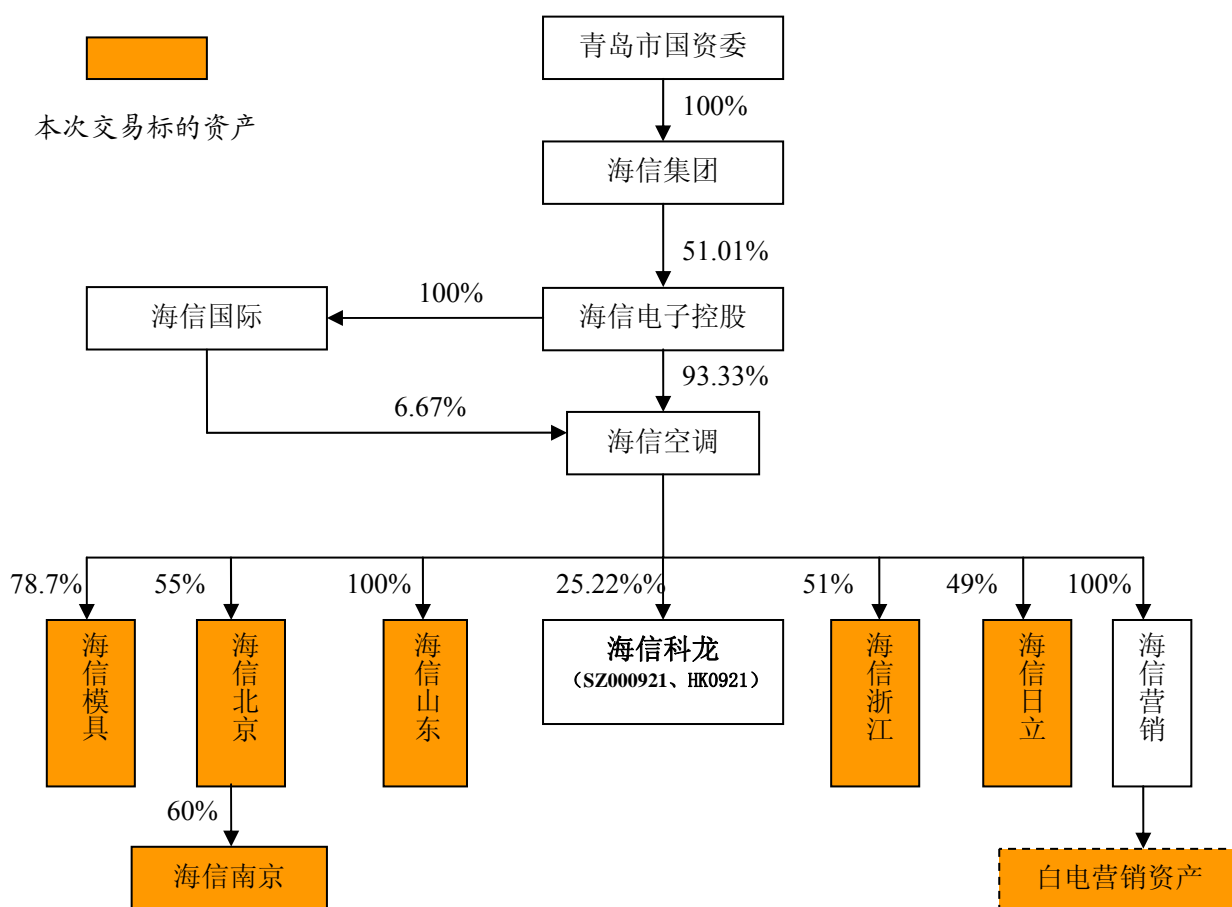 青岛市国资委
本次交易标的资产
100%
海信集团
51.01%
海信国际
100%
海信电子控股
93.33%
6.67%
海信空调
78.7%
55%
100%
25.22%%
51%
49%
100%
海信模具
海信北京
海信山东
海信科龙
(SZ000921、HK0921)
海信浙江
海信日立
海信营销
60%
海信南京
白电营销资产